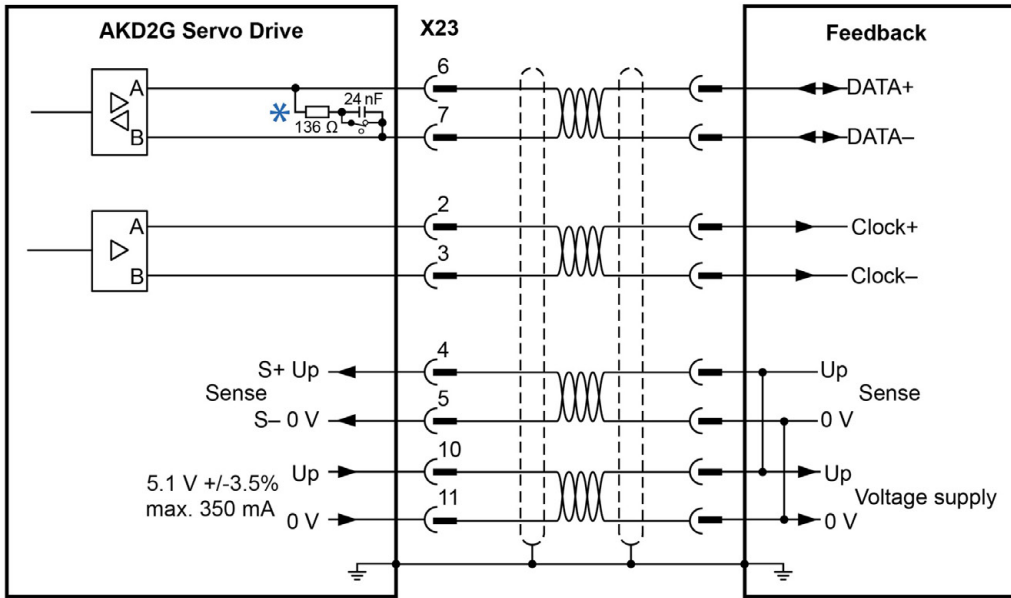 AKD2G Servo Drive
X23
Feedback
A
B
*
136 Ω
24 nF
6
7
DATA+
DATA–
A
B
2
3
Clock+
Clock–
S+ Up
Sense
S– 0 V
4
5
Up
Sense
0 V
5.1 V +/-3.5%
max. 350 mA
Up
0 V
10
11
Up
Voltage supply
0 V